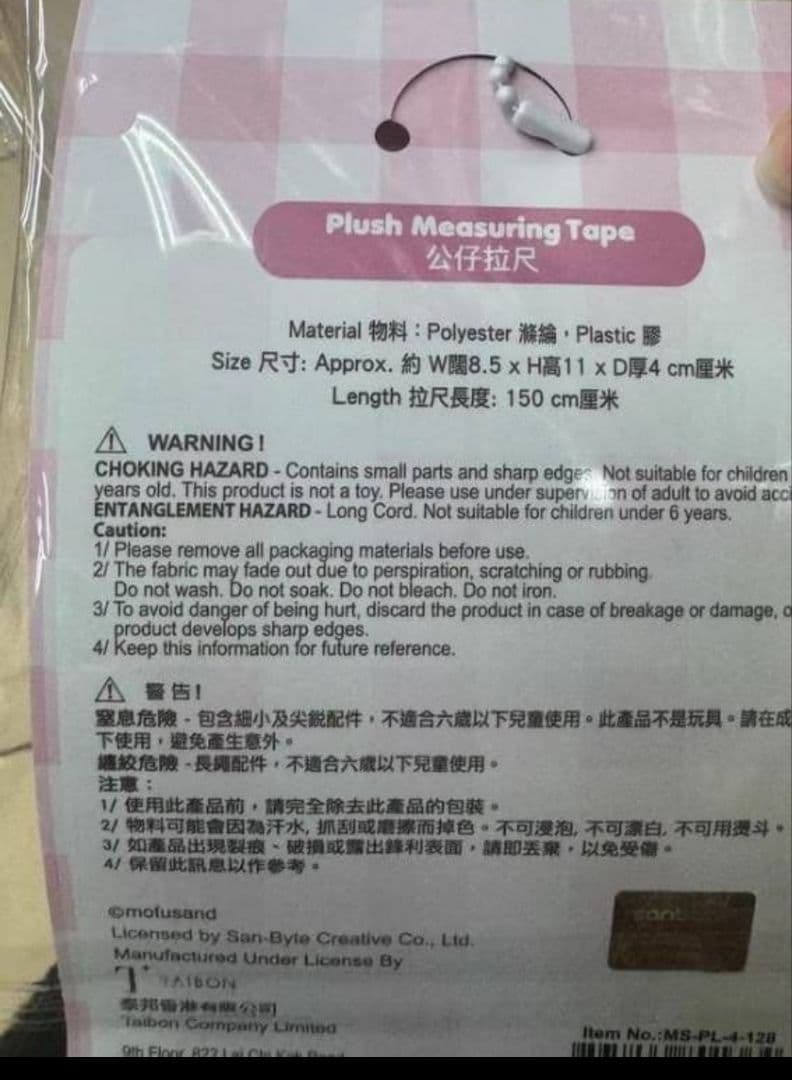 Plush Measuring Tape
公仔拉尺
Material 物料：Polyester 滌綸，Plastic 膠
Size 尺寸: Approx. 約 W闊8.5 x H高11 x D厚4 cm厘米
Length 拉尺長度: 150 cm厘米
WARNING!
CHOKING HAZARD - Contains small parts and sharp edges. Not suitable for children
years old. This product is not a toy. Please use under supervision of adult to avoid acci
ENTANGLEMENT HAZARD - Long Cord. Not suitable for children under 6 years.
Caution:
1/ Please remove all packaging materials before use.
2/ The fabric may fade out due to perspiration, scratching or rubbing.
Do not wash. Do not soak. Do not bleach. Do not iron.
3/ To avoid danger of being hurt, discard the product in case of breakage or damage, o
product develops sharp edges.
4/ Keep this information for future reference.
警告!
窒息危險 - 包含細小及尖銳配件，不適合六歲以下兒童使用。此產品不是玩具。請在成
下使用，避免產生意外。
纏絞危險 -長繩配件，不適合六歲以下兒童使用。
注意：
1/ 使用此產品前，請完全除去此產品的包裝。
2/ 物料可能會因為汗水, 抓刮或磨擦而掉色。不可浸泡, 不可漂白, 不可用燙斗。
3/ 如產品出現裂痕、破損或露出鋒利表面，請即丟棄，以免受傷。
4/ 保留此訊息以作參考。
©mofusand
Licensed by San-Byte Creative Co., Ltd.
Manufactured Under License By
TAIBON
泰邦香港有限公司
Taibon Company Limited
9th Floor, 822 Lai Chi Kok Road
san
Item No.:MS-PL-4-128